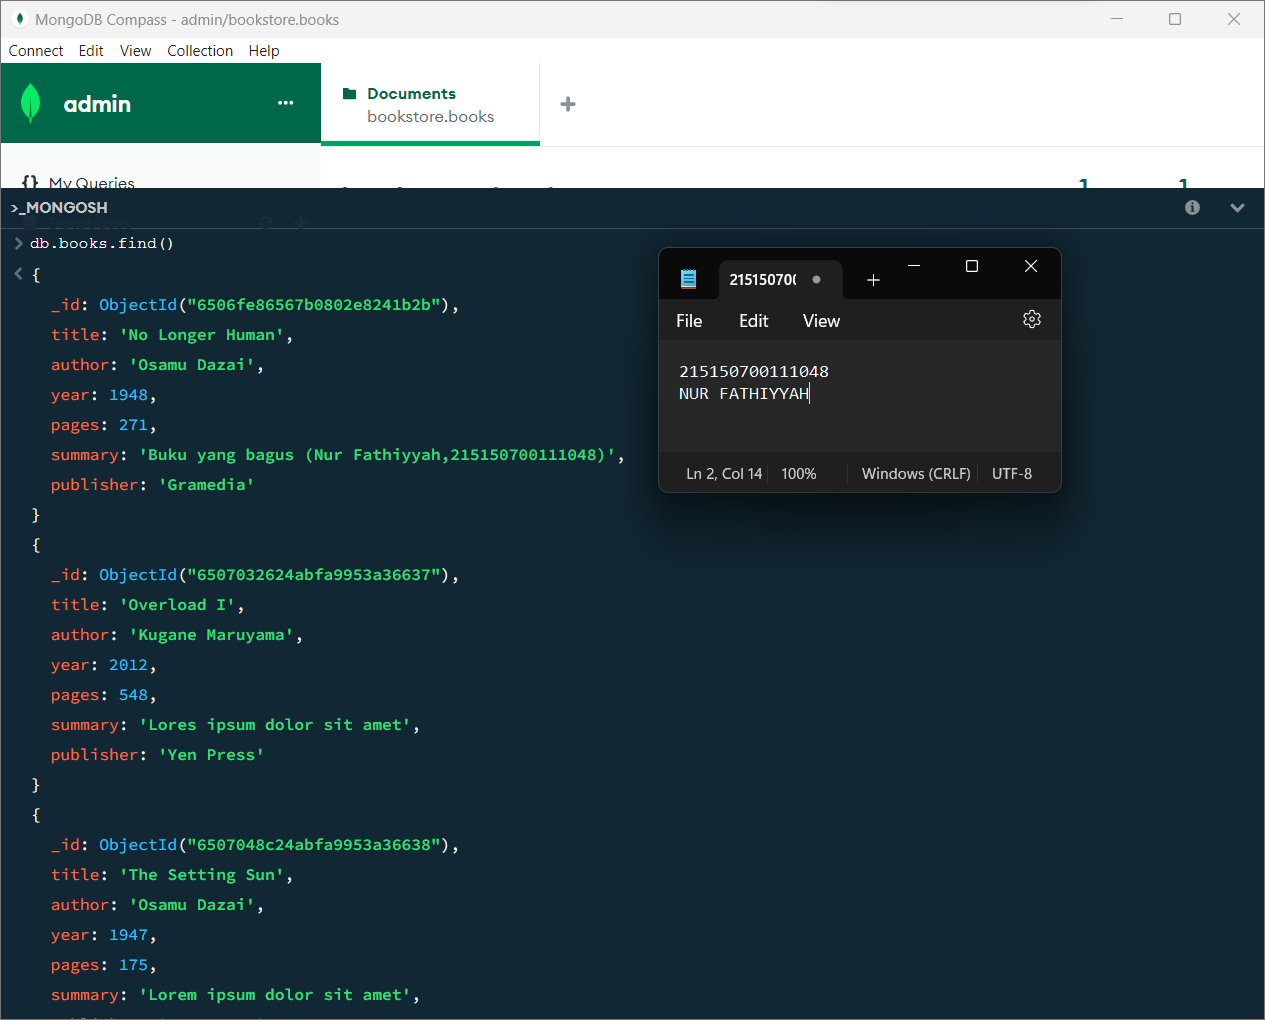 MongoDB Compass - admin/bookstore.books
Connect Edit View Collection Help
admin ...
Documents
bookstore.books
{} My Queries
>_MONGOSH
db.books.find()
{
_id: ObjectId("6506fe86567b0802e8241b2b"),
title: 'No Longer Human',
author: 'Osamu Dazai',
year: 1948,
pages: 271,
summary: 'Buku yang bagus (Nur Fathiyyah,215150700111048)',
publisher: 'Gramedia'
}
{
_id: ObjectId("6507032624abfa9953a36637"),
title: 'Overload I',
author: 'Kugane Maruyama',
year: 2012,
pages: 548,
summary: 'Lores ipsum dolor sit amet',
publisher: 'Yen Press'
}
{
_id: ObjectId("6507048c24abfa9953a36638"),
title: 'The Setting Sun',
author: 'Osamu Dazai',
year: 1947,
pages: 175,
summary: 'Lorem ipsum dolor sit amet',
21515070
File Edit View
215150700111048
NUR FATHIYYAH
Ln 2, Col 14 100% Windows (CRLF) UTF-8